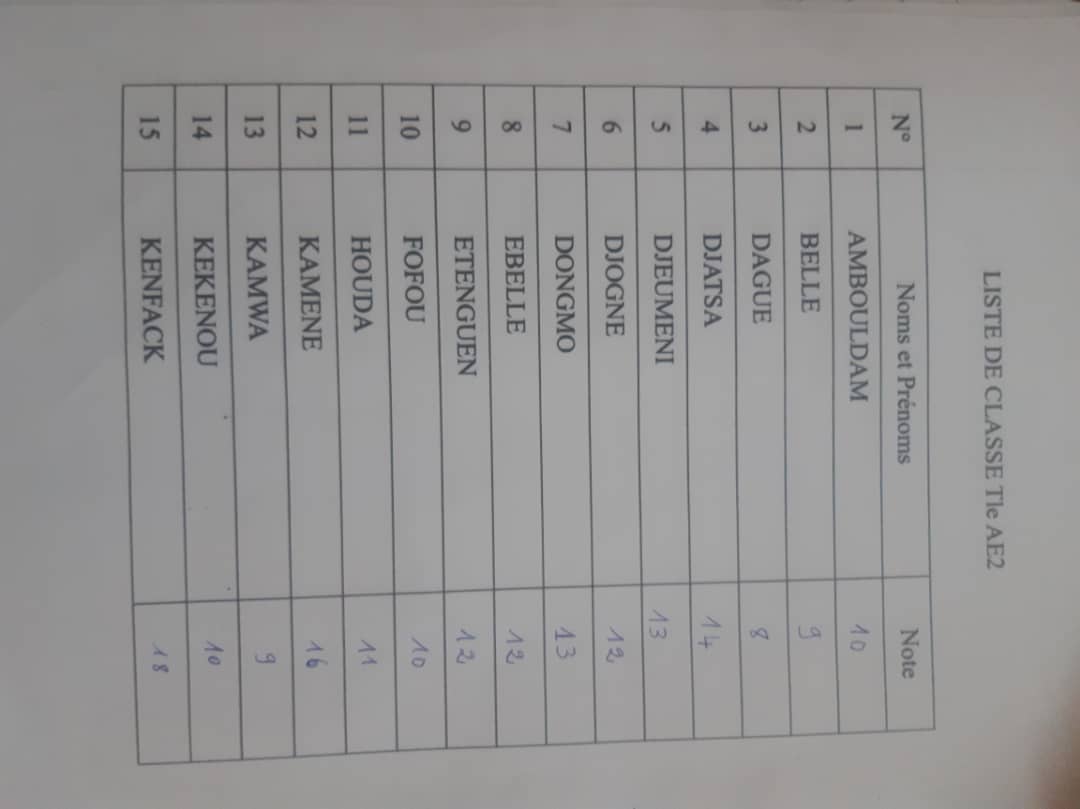 LISTE DE CLASSE Tle AE2
N° Noms et Prénoms Note
1 AMBOULDAM 10
2 BELLE 9
3 DAGUE 8
4 DJATSA 14
5 DJEUMENI 13
6 DJOGNE 12
7 DONGMO 13
8 EBELLE 12
9 ETENGUEN 12
10 FOFOU 10
11 HOUDA 11
12 KAMENE 16
13 KAMWA 9
14 KEKENOU 10
15 KENFACK 18